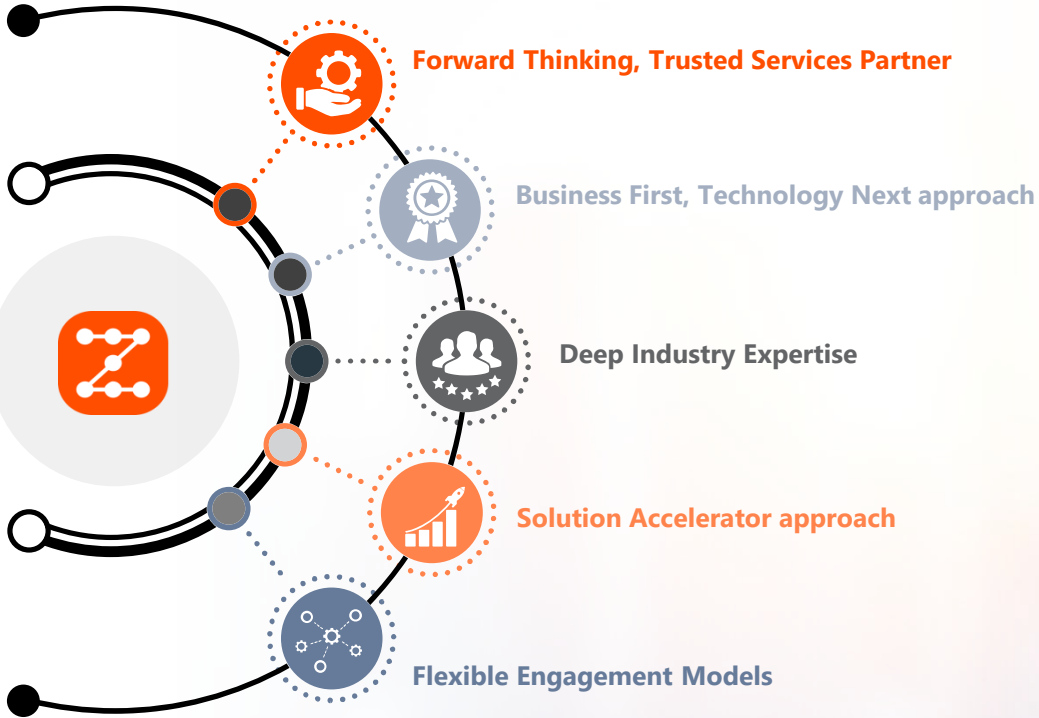 Forward Thinking, Trusted Services Partner
Business First, Technology Next approach
Deep Industry Expertise
Solution Accelerator approach
Flexible Engagement Models